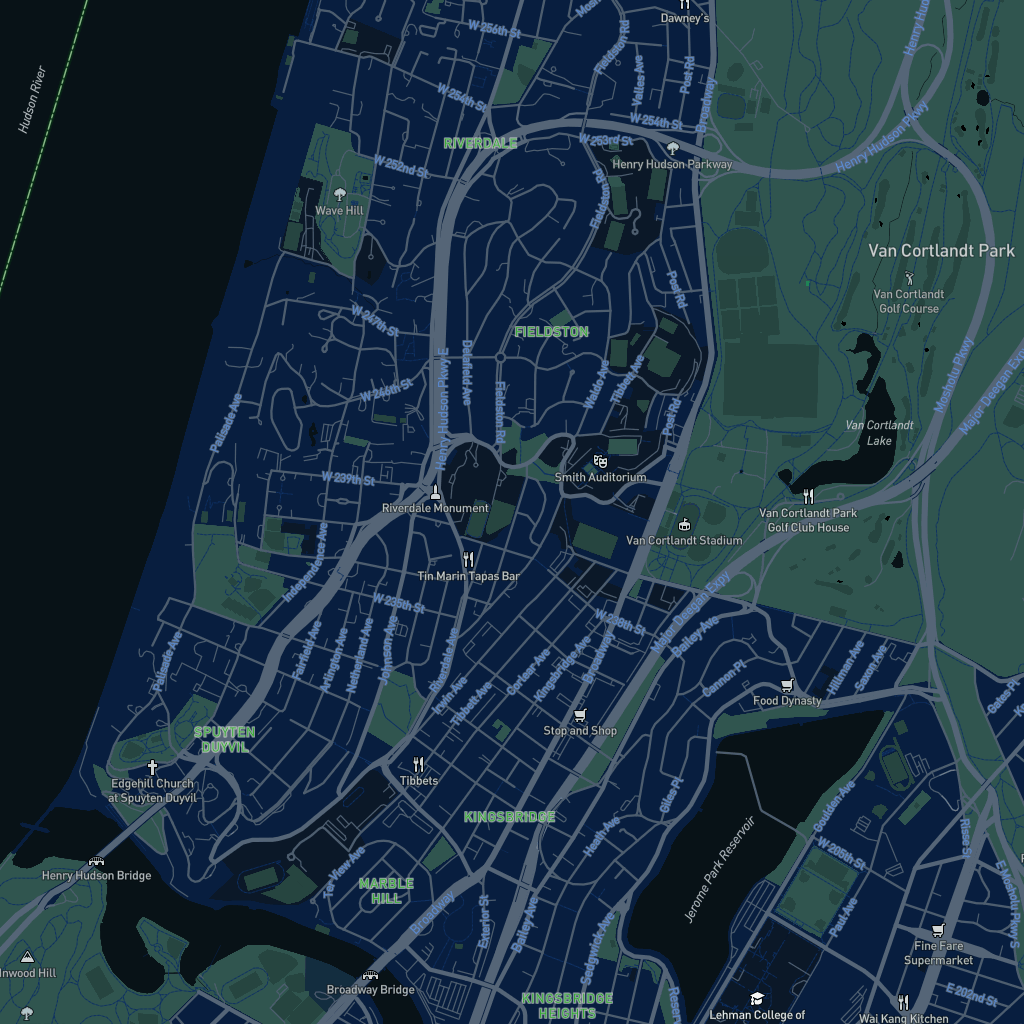 Dawney's
W 256th St
Fieldston Rd
Valles Ave
Post Rd
Broadway
Henry Hudson Pkwy
Hudson River
W 254th St
W 254th St
W 253rd St
RIVERDALE
Henry Hudson Parkway
W 252nd St
Wave Hill
Fieldston Rd
Van Cortlandt Park
Van Cortlandt
Golf Course
Post Rd
W 247th St
FIELDSTON
Henry Hudson Pkwy E
Delafield Ave
Fieldston Rd
Waldo Ave
Tibbett Ave
Mosholu Pkwy
Major Deegan Expy
W 246th St
Palisade Ave
Post Rd
Van Cortlandt
Lake
W 239th St
Smith Auditorium
Riverdale Monument
Van Cortlandt Park
Golf Club House
Van Cortlandt Stadium
Independence Ave
Tin Marin Tapas Bar
W 235th St
W 238th St
Major Deegan Expy
Bailey Ave
Palisade Ave
Fairfield Ave
Arlington Ave
Netherland Ave
Johnson Ave
Riverdale Ave
Irwin Ave
Tibbett Ave
Corlear Ave
Kingsbridge Ave
Broadway
Cannon Pl
Hillman Ave
Saxon Ave
Food Dynasty
Gates Pl
SPUYTEN
DUYVIL
Stop and Shop
Edgehill Church
at Spuyten Duyvil
Tibbets
Giles Pl
Goulden Ave
KINGSBRIDGE
Heath Ave
Jerome Park Reservoir
W 205th St
Risse St
E Mosholu Pkwy S
Henry Hudson Bridge
Ter View Ave
MARBLE
HILL
Broadway
Exterior St
Bailey Ave
Sedgwick Ave
Paul Ave
Fine Fare
Supermarket
Inwood Hill
Broadway Bridge
KINGSBRIDGE
HEIGHTS
E 202nd St
Lehman College of
Wai Kang Kitchen